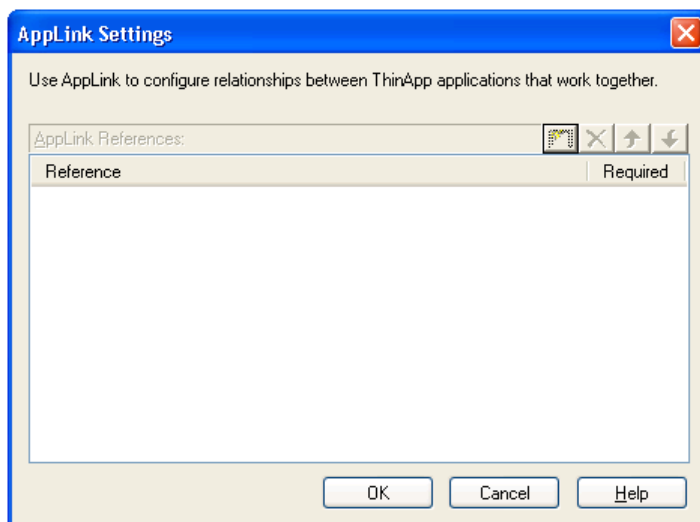 AppLink Settings
Use AppLink to configure relationships between ThinApp applications that work together.
AppLink References:
Reference Required
OK Cancel Help